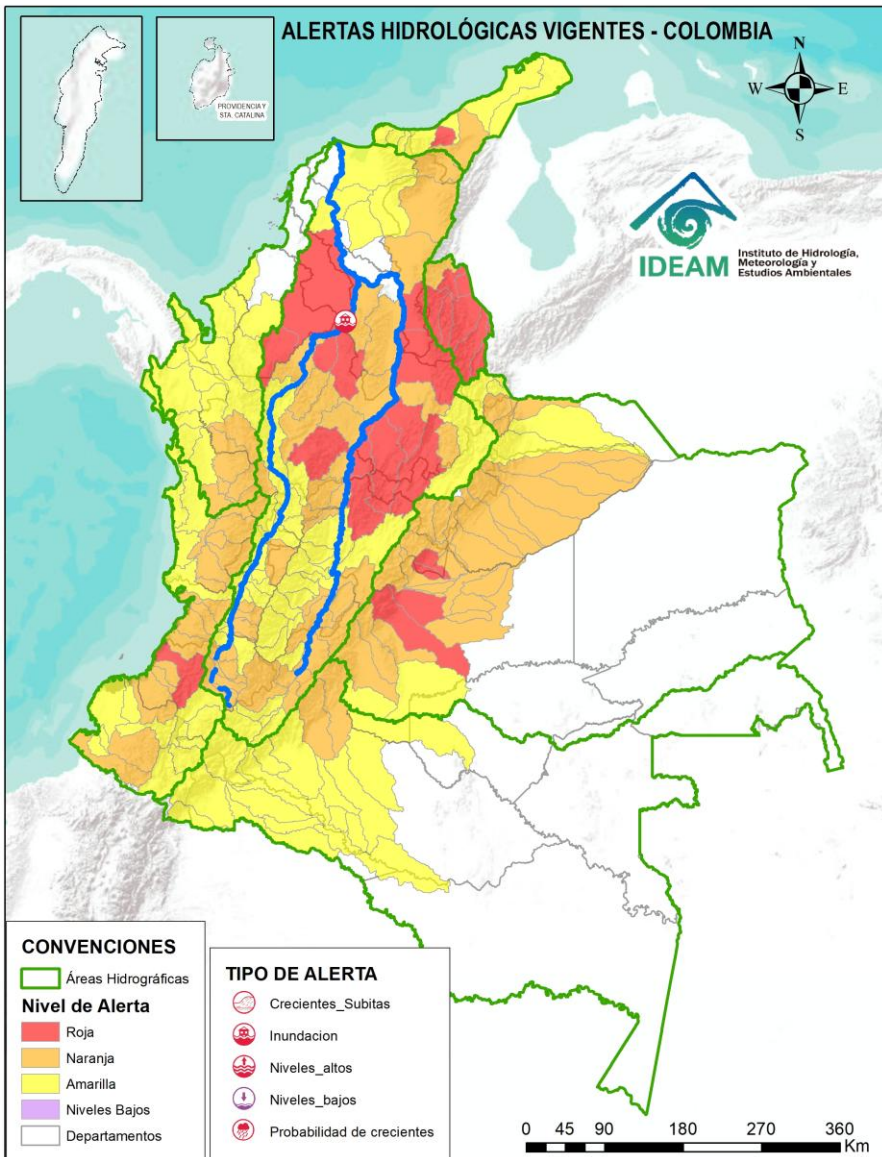 ALERTAS HIDROLÓGICAS VIGENTES - COLOMBIA
N
W E
S
PROVIDENCIA Y
STA. CATALINA
IDEAM
Instituto de Hidrología,
Meteorología y
Estudios Ambientales
CONVENCIONES
Áreas Hidrográficas
Nivel de Alerta
Roja
Naranja
Amarilla
Niveles Bajos
Departamentos
TIPO DE ALERTA
Crecientes_Subitas
Inundacion
Niveles_altos
Niveles_bajos
Probabilidad de crecientes
0 45 90 180 270 360
Km